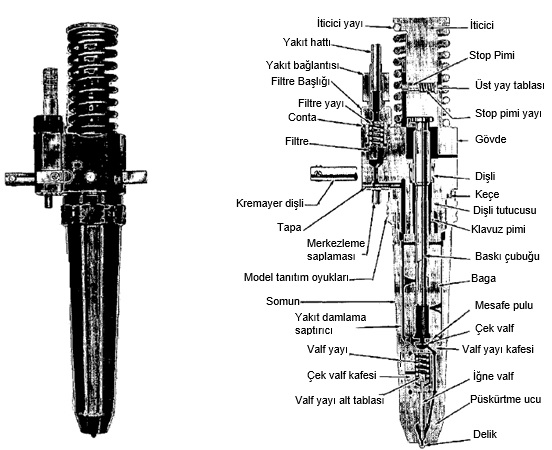 İticici yayı
İticici
Yakıt hattı
Stop Pimi
Yakıt bağlantısı
Filtre Başlığı
Üst yay tablası
Filtre yayı
Stop pimi yayı
Conta
Gövde
Filtre
Dişli
Keçe
Kremayer dişli
Dişli tutucusu
Tapa
Klavuz pimi
Merkezleme
saplaması
Baskı çubuğu
Model tanıtım oyukları
Baga
Somun
Mesafe pulu
Yakıt damlama
saptırıcı
Çek valf
Valf yayı
Valf yayı kafesi
Çek valf kafesi
İğne valf
Valf yayı alt tablası
Püskürtme ucu
Delik